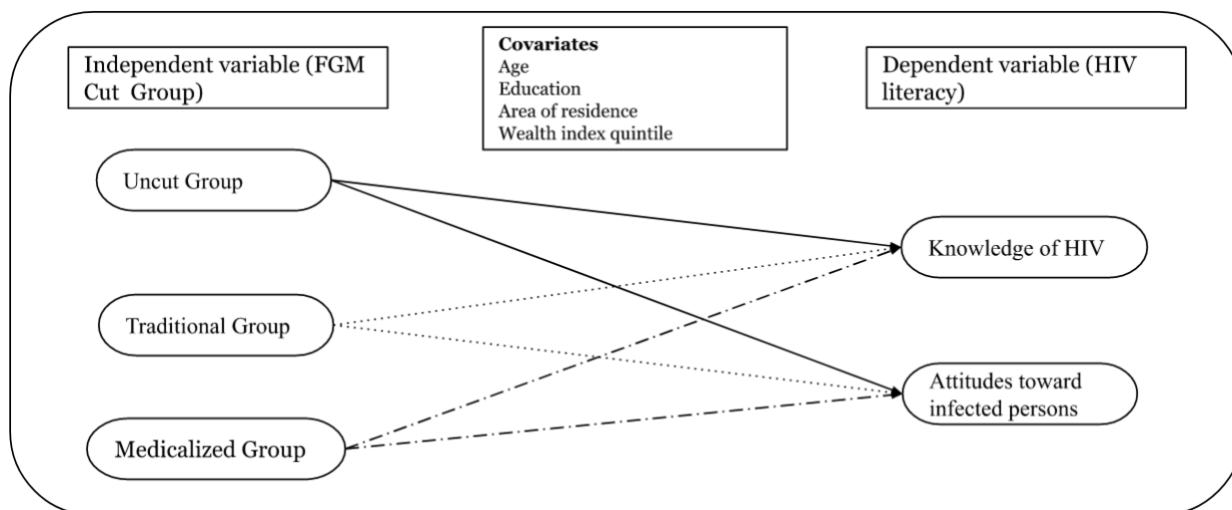 Independent variable (FGM
Cut Group)
Covariates
Age
Education
Area of residence
Wealth index quintile
Dependent variable (HIV
literacy)
Uncut Group
Traditional Group
Medicalized Group
Knowledge of HIV
Attitudes toward
infected persons